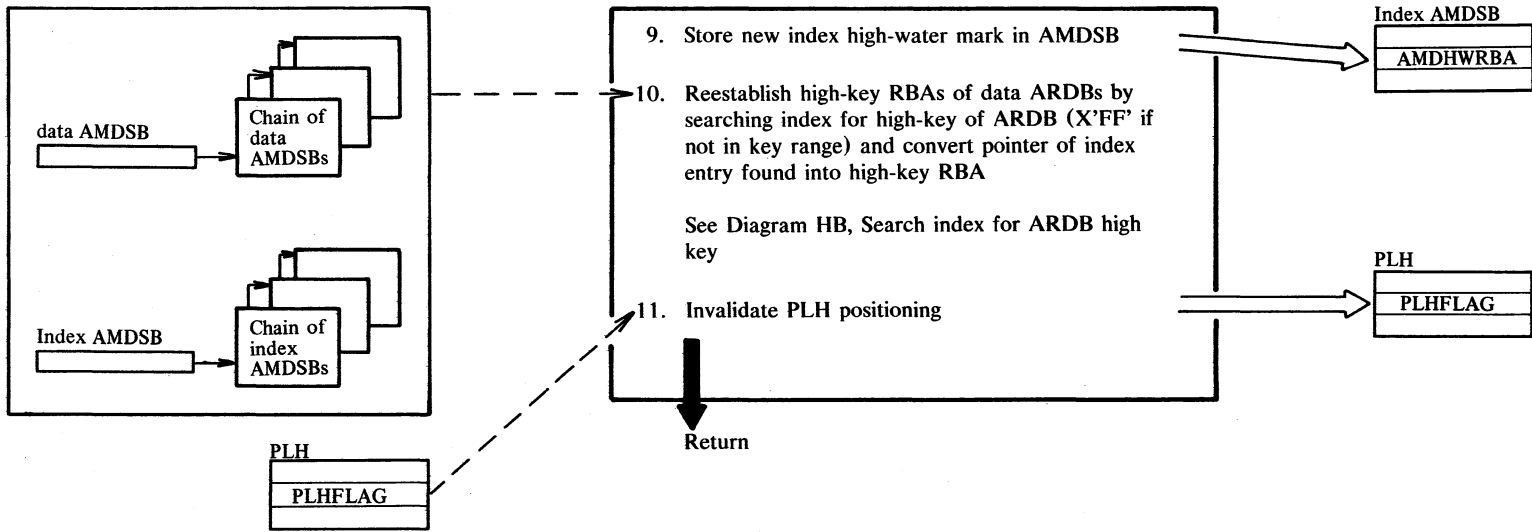 data AMDSB
Chain of
data
AMDSBs
Index AMDSB
Chain of
index
AMDSBs
PLH
PLHFLAG
9. Store new index high-water mark in AMDSB
10. Reestablish high-key RBAs of data ARDBs by
searching index for high-key of ARDB (X'FF' if
not in key range) and convert pointer of index
entry found into high-key RBA
See Diagram HB, Search index for ARDB high
key
11. Invalidate PLH positioning
Return
Index AMDSB
AMDHWRBA
PLH
PLHFLAG